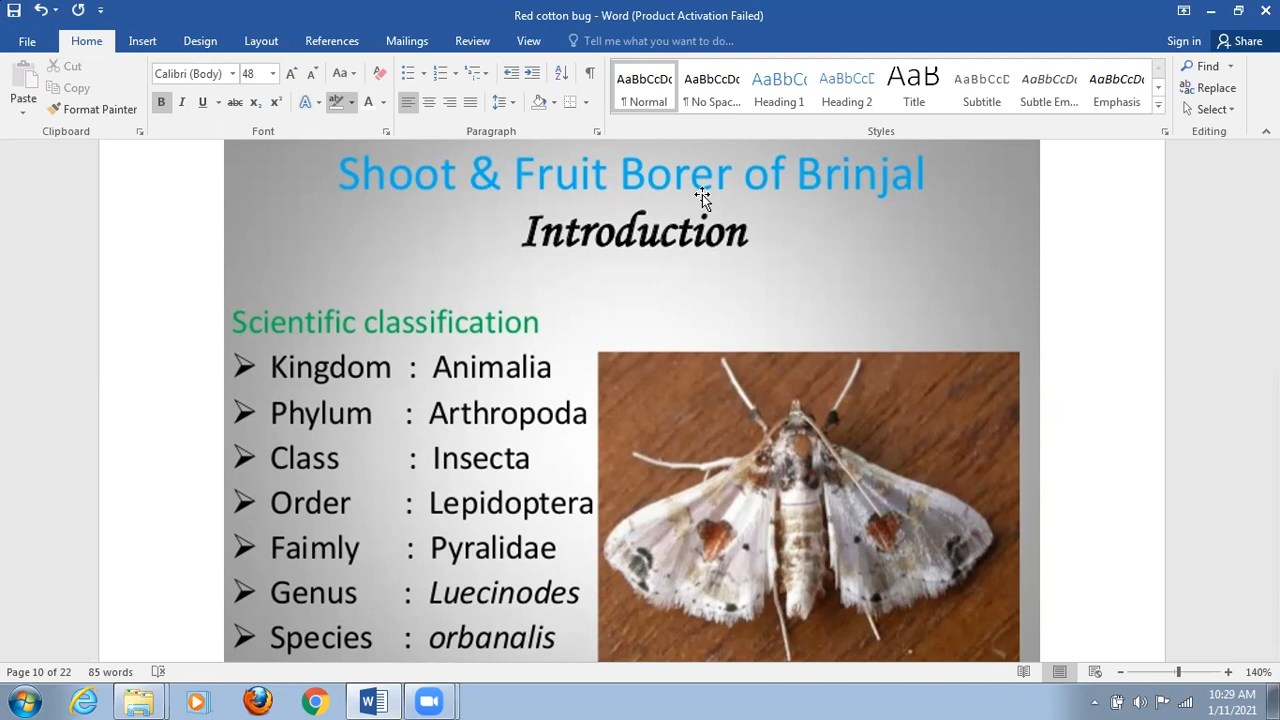 Red cotton bug - Word (Product Activation Failed)
File Home Insert Design Layout References Mailings Review View Tell me what you want to do... Sign in Share
Paste
Cut
Copy
Format Painter
Clipboard
Calibri (Body) 48
Font
Paragraph
AaBbCcDc AaBbCcDc AaBbCc AaBbCcD AaB AaBbCcD AaBbCcDc AaBbCcDc
¶ Normal ¶ No Spac... Heading 1 Heading 2 Title Subtitle Subtle Em... Emphasis
Styles
Find
Replace
Select
Editing
Shoot & Fruit Borer of Brinjal
Introduction
Scientific classification
Kingdom : Animalia
Phylum : Arthropoda
Class : Insecta
Order : Lepidoptera
Faimly : Pyralidae
Genus : Luecinodes
Species : orbanalis
Page 10 of 22 85 words 140%
10:29 AM
1/11/2021